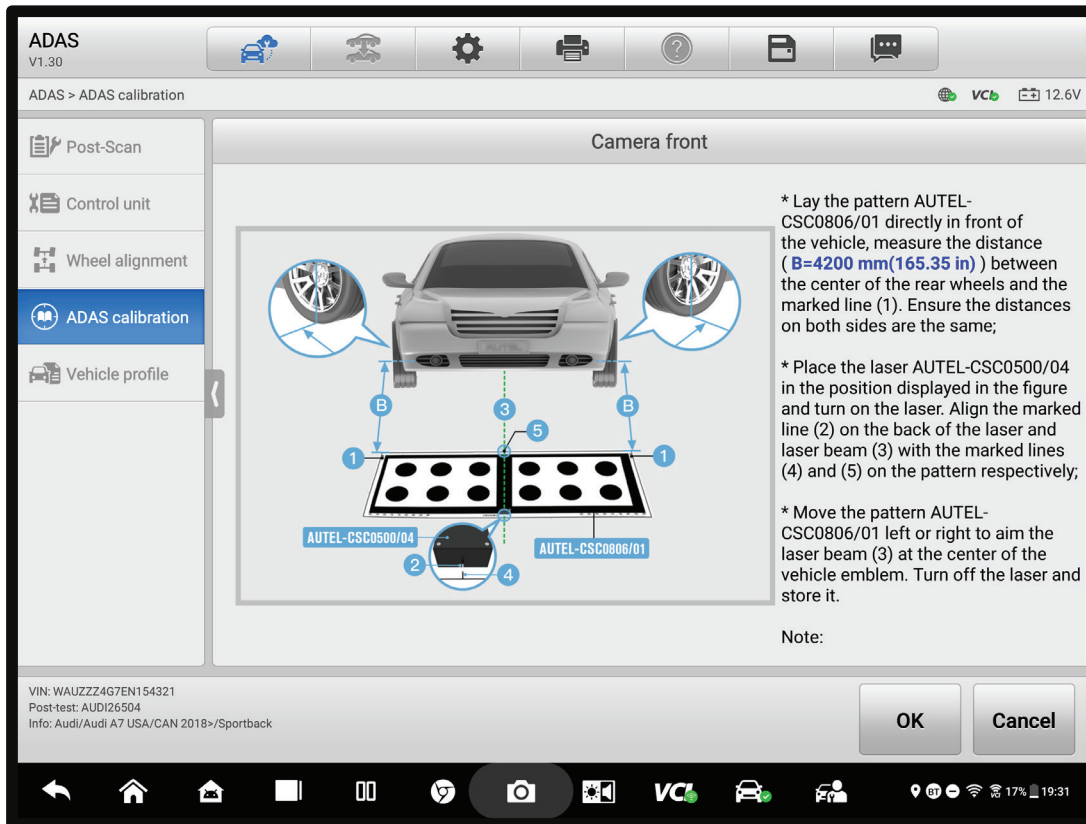 ADAS
V1.30
ADAS > ADAS calibration
VCI
12.6V
Post-Scan
Control unit
Wheel alignment
ADAS calibration
Vehicle profile
Camera front
AUTEL
B
B
3
5
1
1
AUTEL-CSC0500/04
AUTEL-CSC0806/01
2
4
* Lay the pattern AUTEL-
CSC0806/01 directly in front of
the vehicle, measure the distance
( B=4200 mm(165.35 in) ) between
the center of the rear wheels and the
marked line (1). Ensure the distances
on both sides are the same;
* Place the laser AUTEL-CSC0500/04
in the position displayed in the figure
and turn on the laser. Align the marked
line (2) on the back of the laser and
laser beam (3) with the marked lines
(4) and (5) on the pattern respectively;
* Move the pattern AUTEL-
CSC0806/01 left or right to aim the
laser beam (3) at the center of the
vehicle emblem. Turn off the laser and
store it.
Note:
VIN: WAUZZZ4G7EN154321
Post-test: AUDI26504
Info: Audi/Audi A7 USA/CAN 2018>/Sportback
OK
Cancel
VCI
BT
17%
19:31